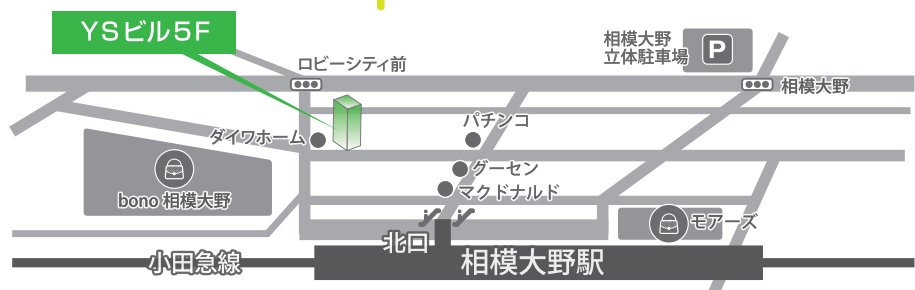 YSビル5F
ロビーシティ前
相模大野
立体駐車場
P
相模大野
パチンコ
ダイワホーム
グーセン
マクドナルド
bono 相模大野
モアーズ
北口
小田急線
相模大野駅